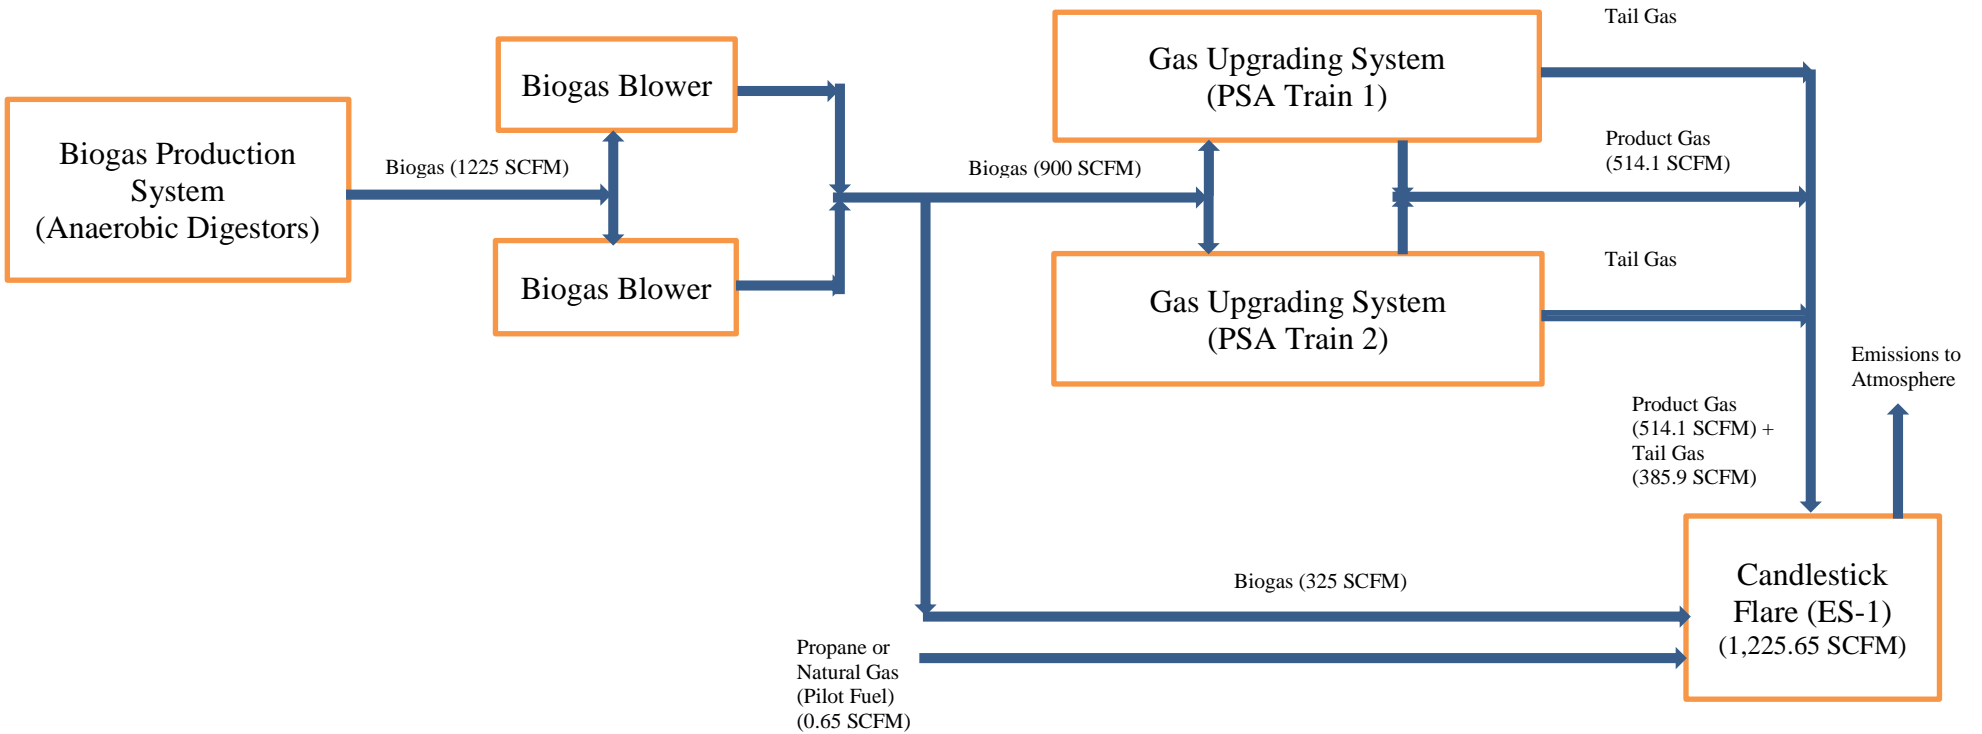 Tail Gas
Gas Upgrading System
(PSA Train 1)
Biogas Blower
Biogas Production
System
(Anaerobic Digestors)
Biogas (1225 SCFM)
Biogas (900 SCFM)
Product Gas
(514.1 SCFM)
Biogas Blower
Tail Gas
Gas Upgrading System
(PSA Train 2)
Emissions to
Atmosphere
Product Gas
(514.1 SCFM) +
Tail Gas
(385.9 SCFM)
Biogas (325 SCFM)
Candlestick
Flare (ES-1)
(1,225.65 SCFM)
Propane or
Natural Gas
(Pilot Fuel)
(0.65 SCFM)